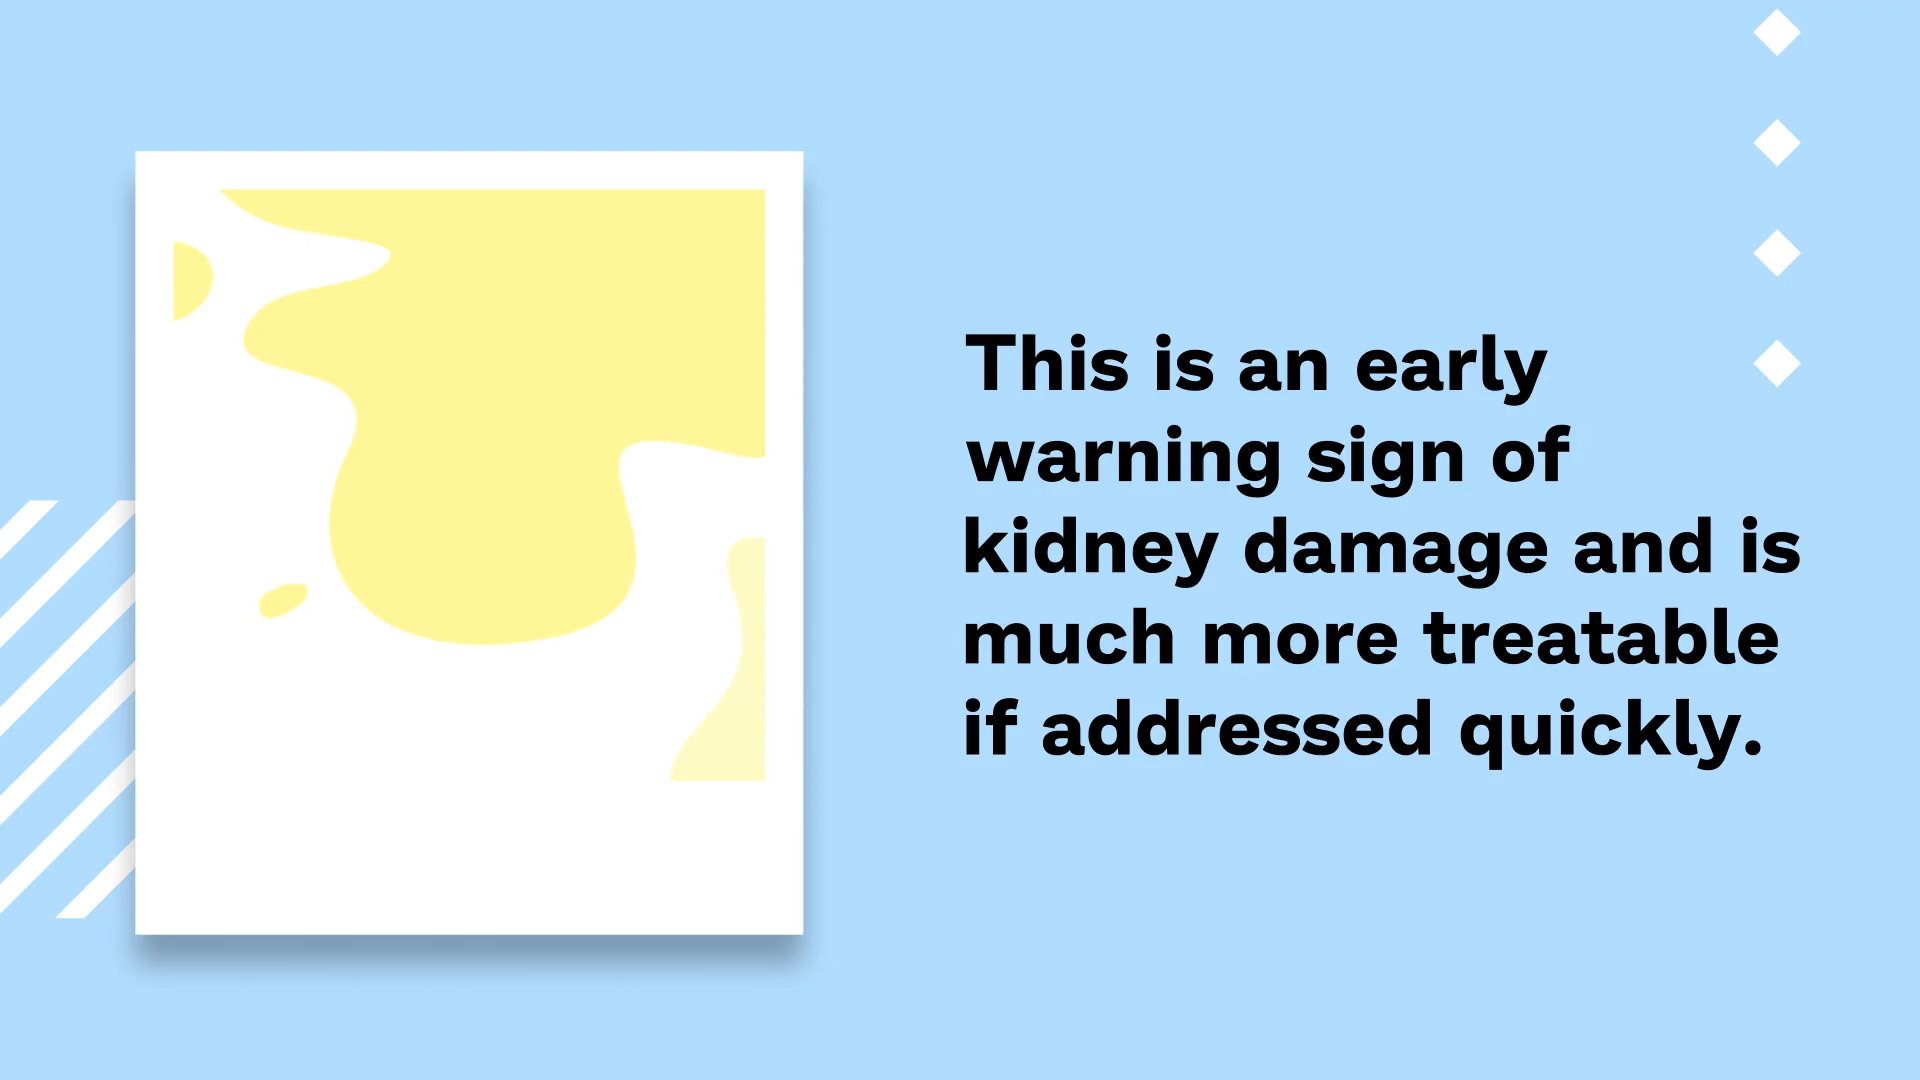 This is an early
warning sign of
kidney damage and is
much more treatable
if addressed quickly.